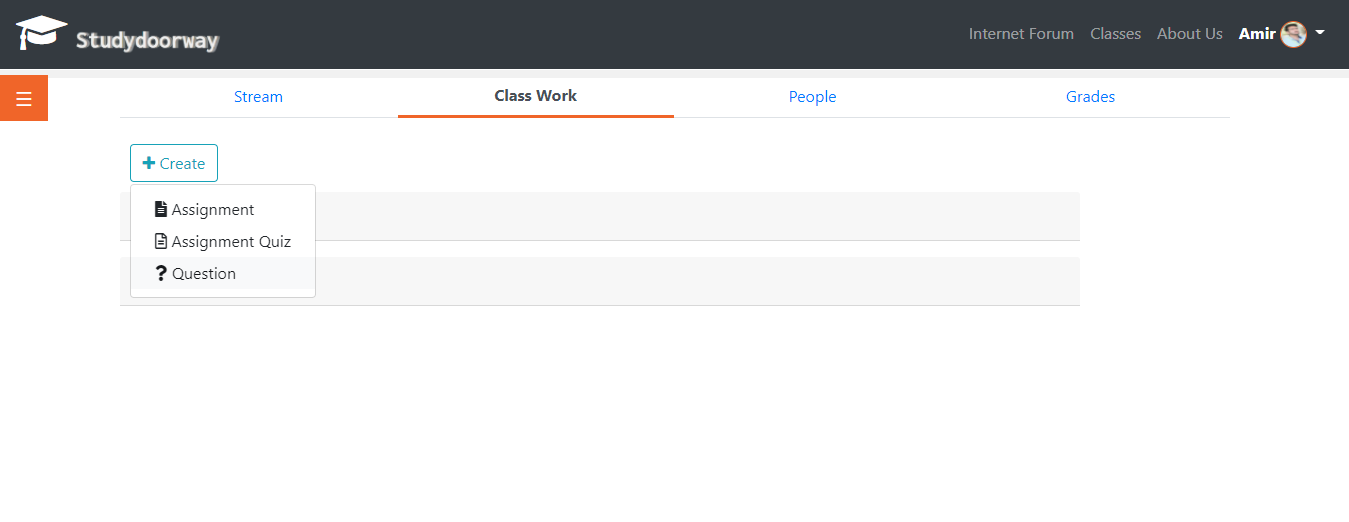 Studydoorway
Internet Forum Classes About Us Amir
Stream Class Work People Grades
Create
Assignment
Assignment Quiz
Question